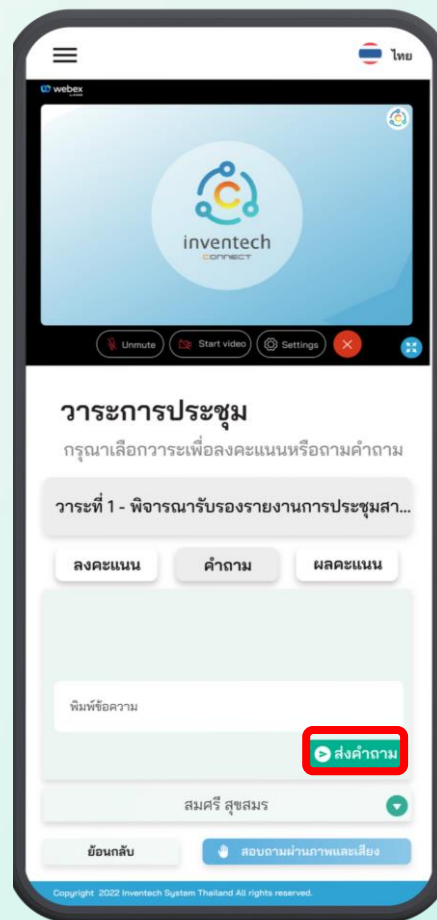 ไทย
webex
inventech
CONNECT
Unmute
Start video
Settings
วาระการประชุม
กรุณาเลือกวาระเพื่อลงคะแนนหรือถามคำถาม
วาระที่ 1 - พิจารณารับรองรายงานการประชุมสา...
ลงคะแนน คำถาม ผลคะแนน
พิมพ์ข้อความ
ส่งคำถาม
สมศรี สุขสมร
ย้อนกลับ สอบถามผ่านภาพและเสียง
Copyright 2022 Inventech System Thailand All rights reserved.